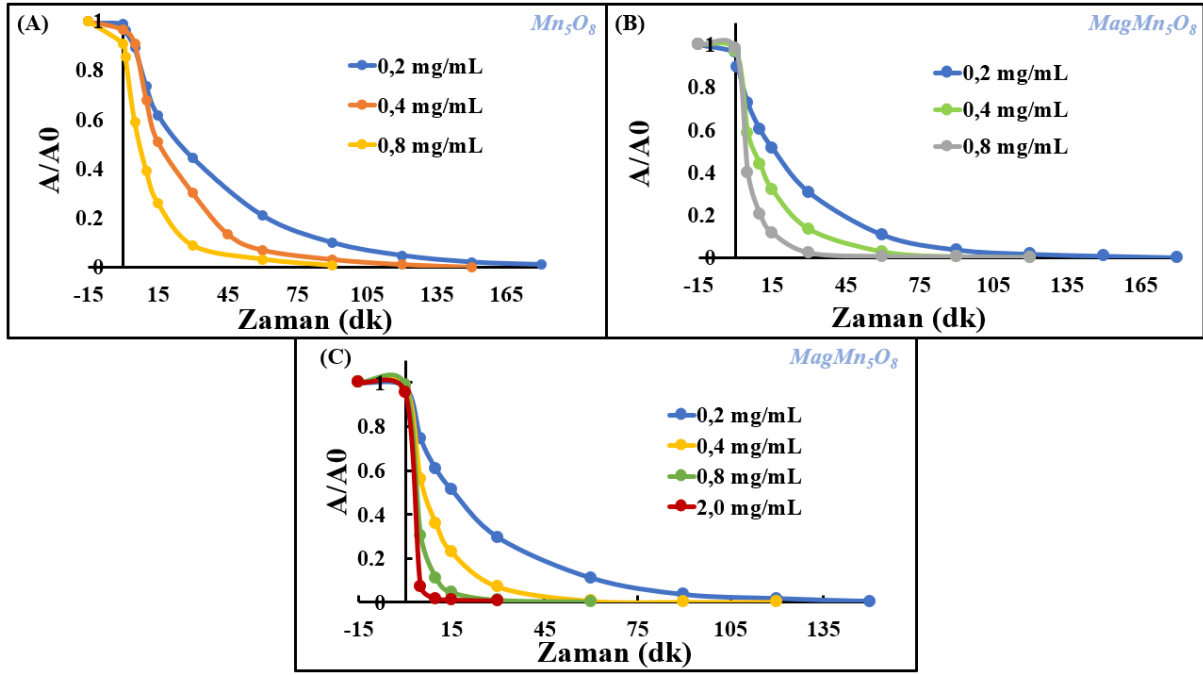 (A)
Mn₅O₈
1
0.8
0.6
0.4
0.2
0
A/A0
0,2 mg/mL
0,4 mg/mL
0,8 mg/mL
-15 15 45 75 105 135 165
Zaman (dk)
(B)
MagMn₅O₈
1
0.8
0.6
0.4
0.2
0
A/A0
0,2 mg/mL
0,4 mg/mL
0,8 mg/mL
-15 15 45 75 105 135 165
Zaman (dk)
(C)
MagMn₅O₈
1
0.8
0.6
0.4
0.2
0
A/A0
0,2 mg/mL
0,4 mg/mL
0,8 mg/mL
2,0 mg/mL
-15 15 45 75 105 135
Zaman (dk)